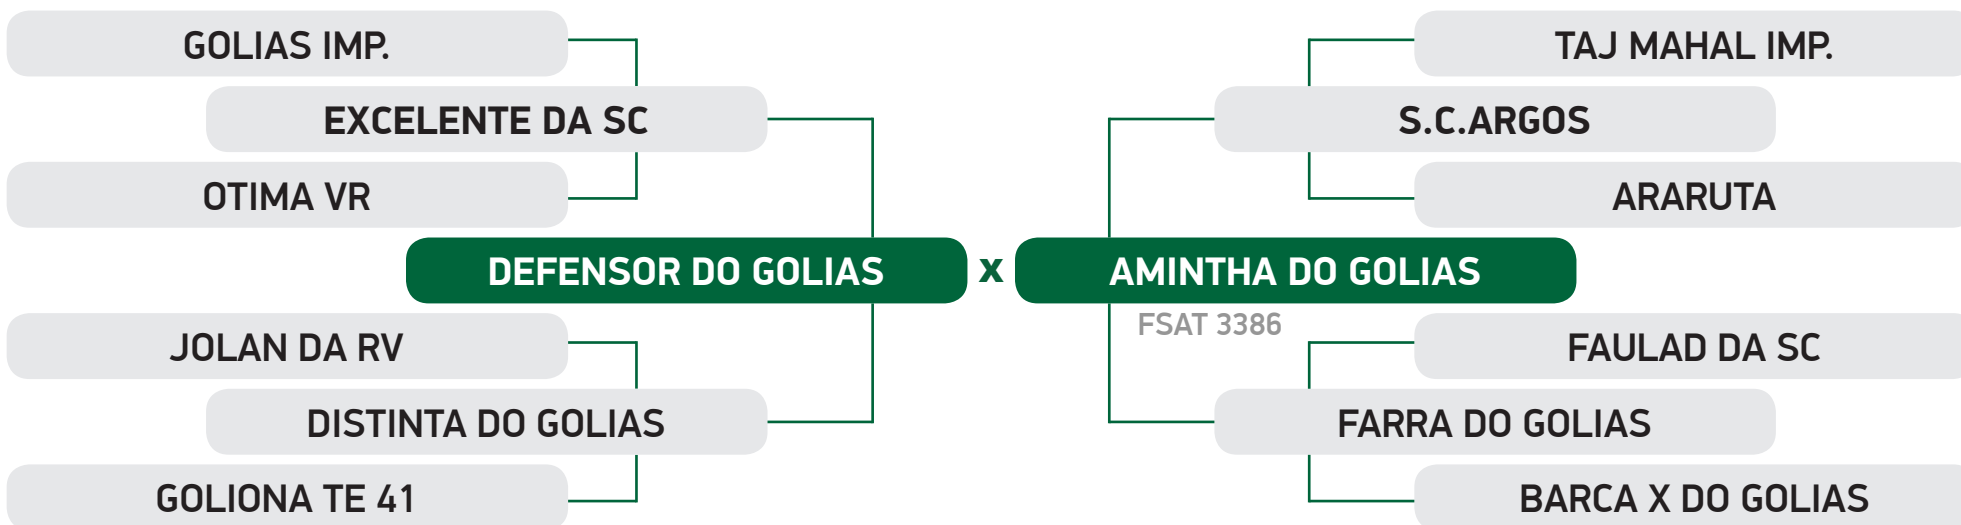 GOLIAS IMP.
TAJ MAHAL IMP.
EXCELENTE DA SC
S.C.ARGOS
OTIMA VR
ARARUTA
DEFENSOR DO GOLIAS x AMINTHA DO GOLIAS
FSAT 3386
JOLAN DA RV
FAULAD DA SC
DISTINTA DO GOLIAS
FARRA DO GOLIAS
GOLIONA TE 41
BARCA X DO GOLIAS